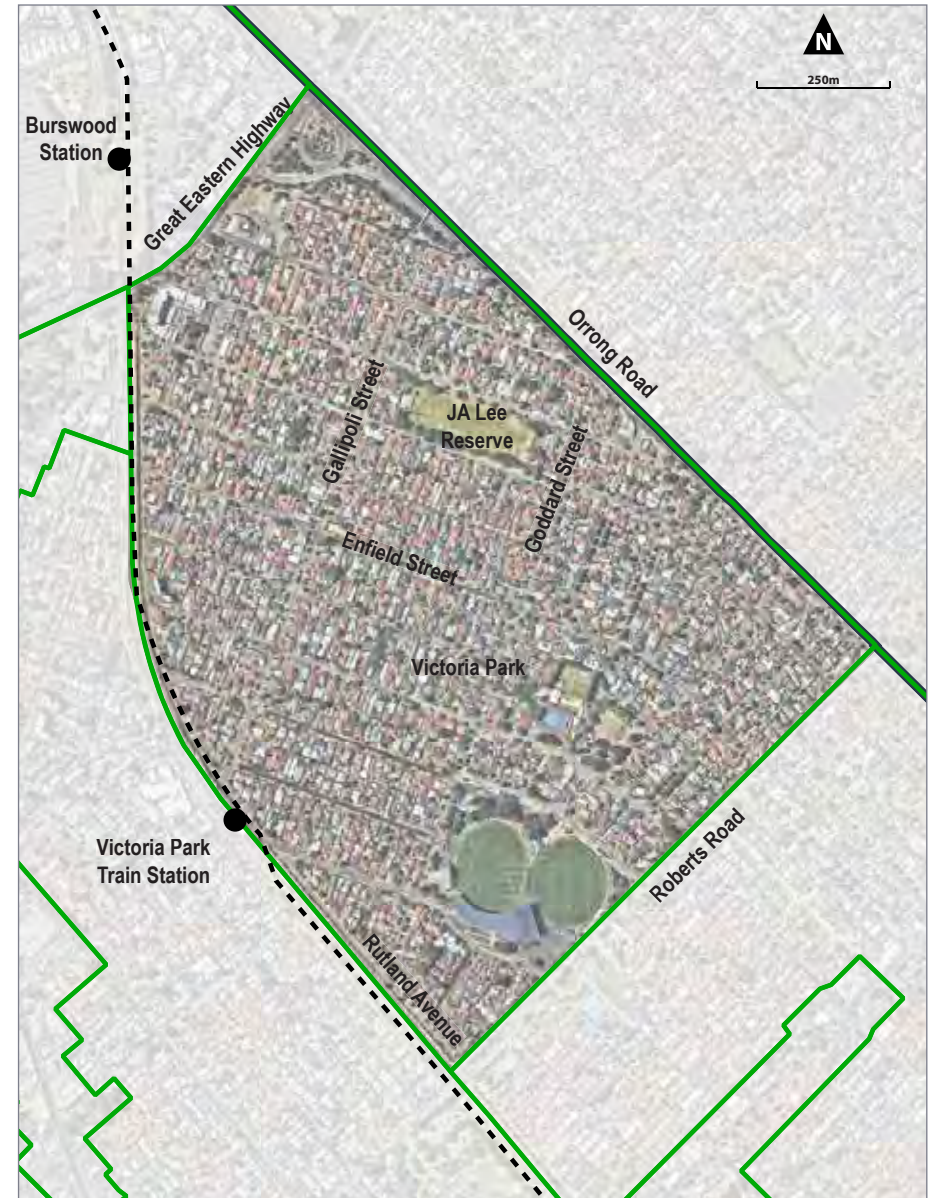 N
250m
Burswood
Station
Great Eastern Highway
Orrong Road
Gallipoli Street
JA Lee
Reserve
Goddard Street
Enfield Street
Victoria Park
Victoria Park
Train Station
Roberts Road
Rutland Avenue